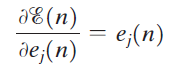 ∂ℰ(n)/∂e_j(n) = e_j(n)